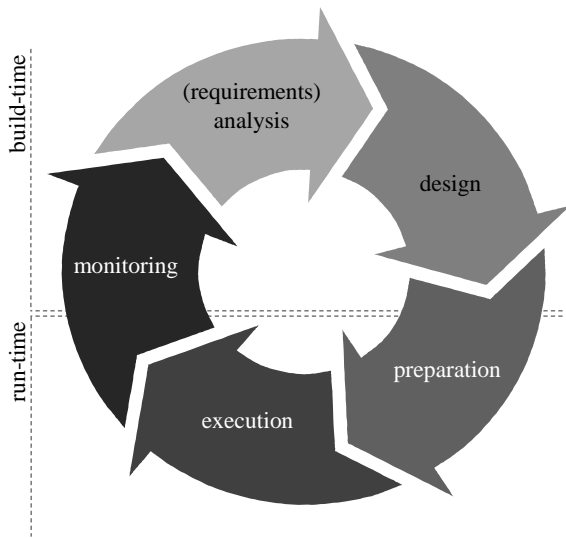 build-time
(requirements)
analysis
design
monitoring
preparation
execution
run-time